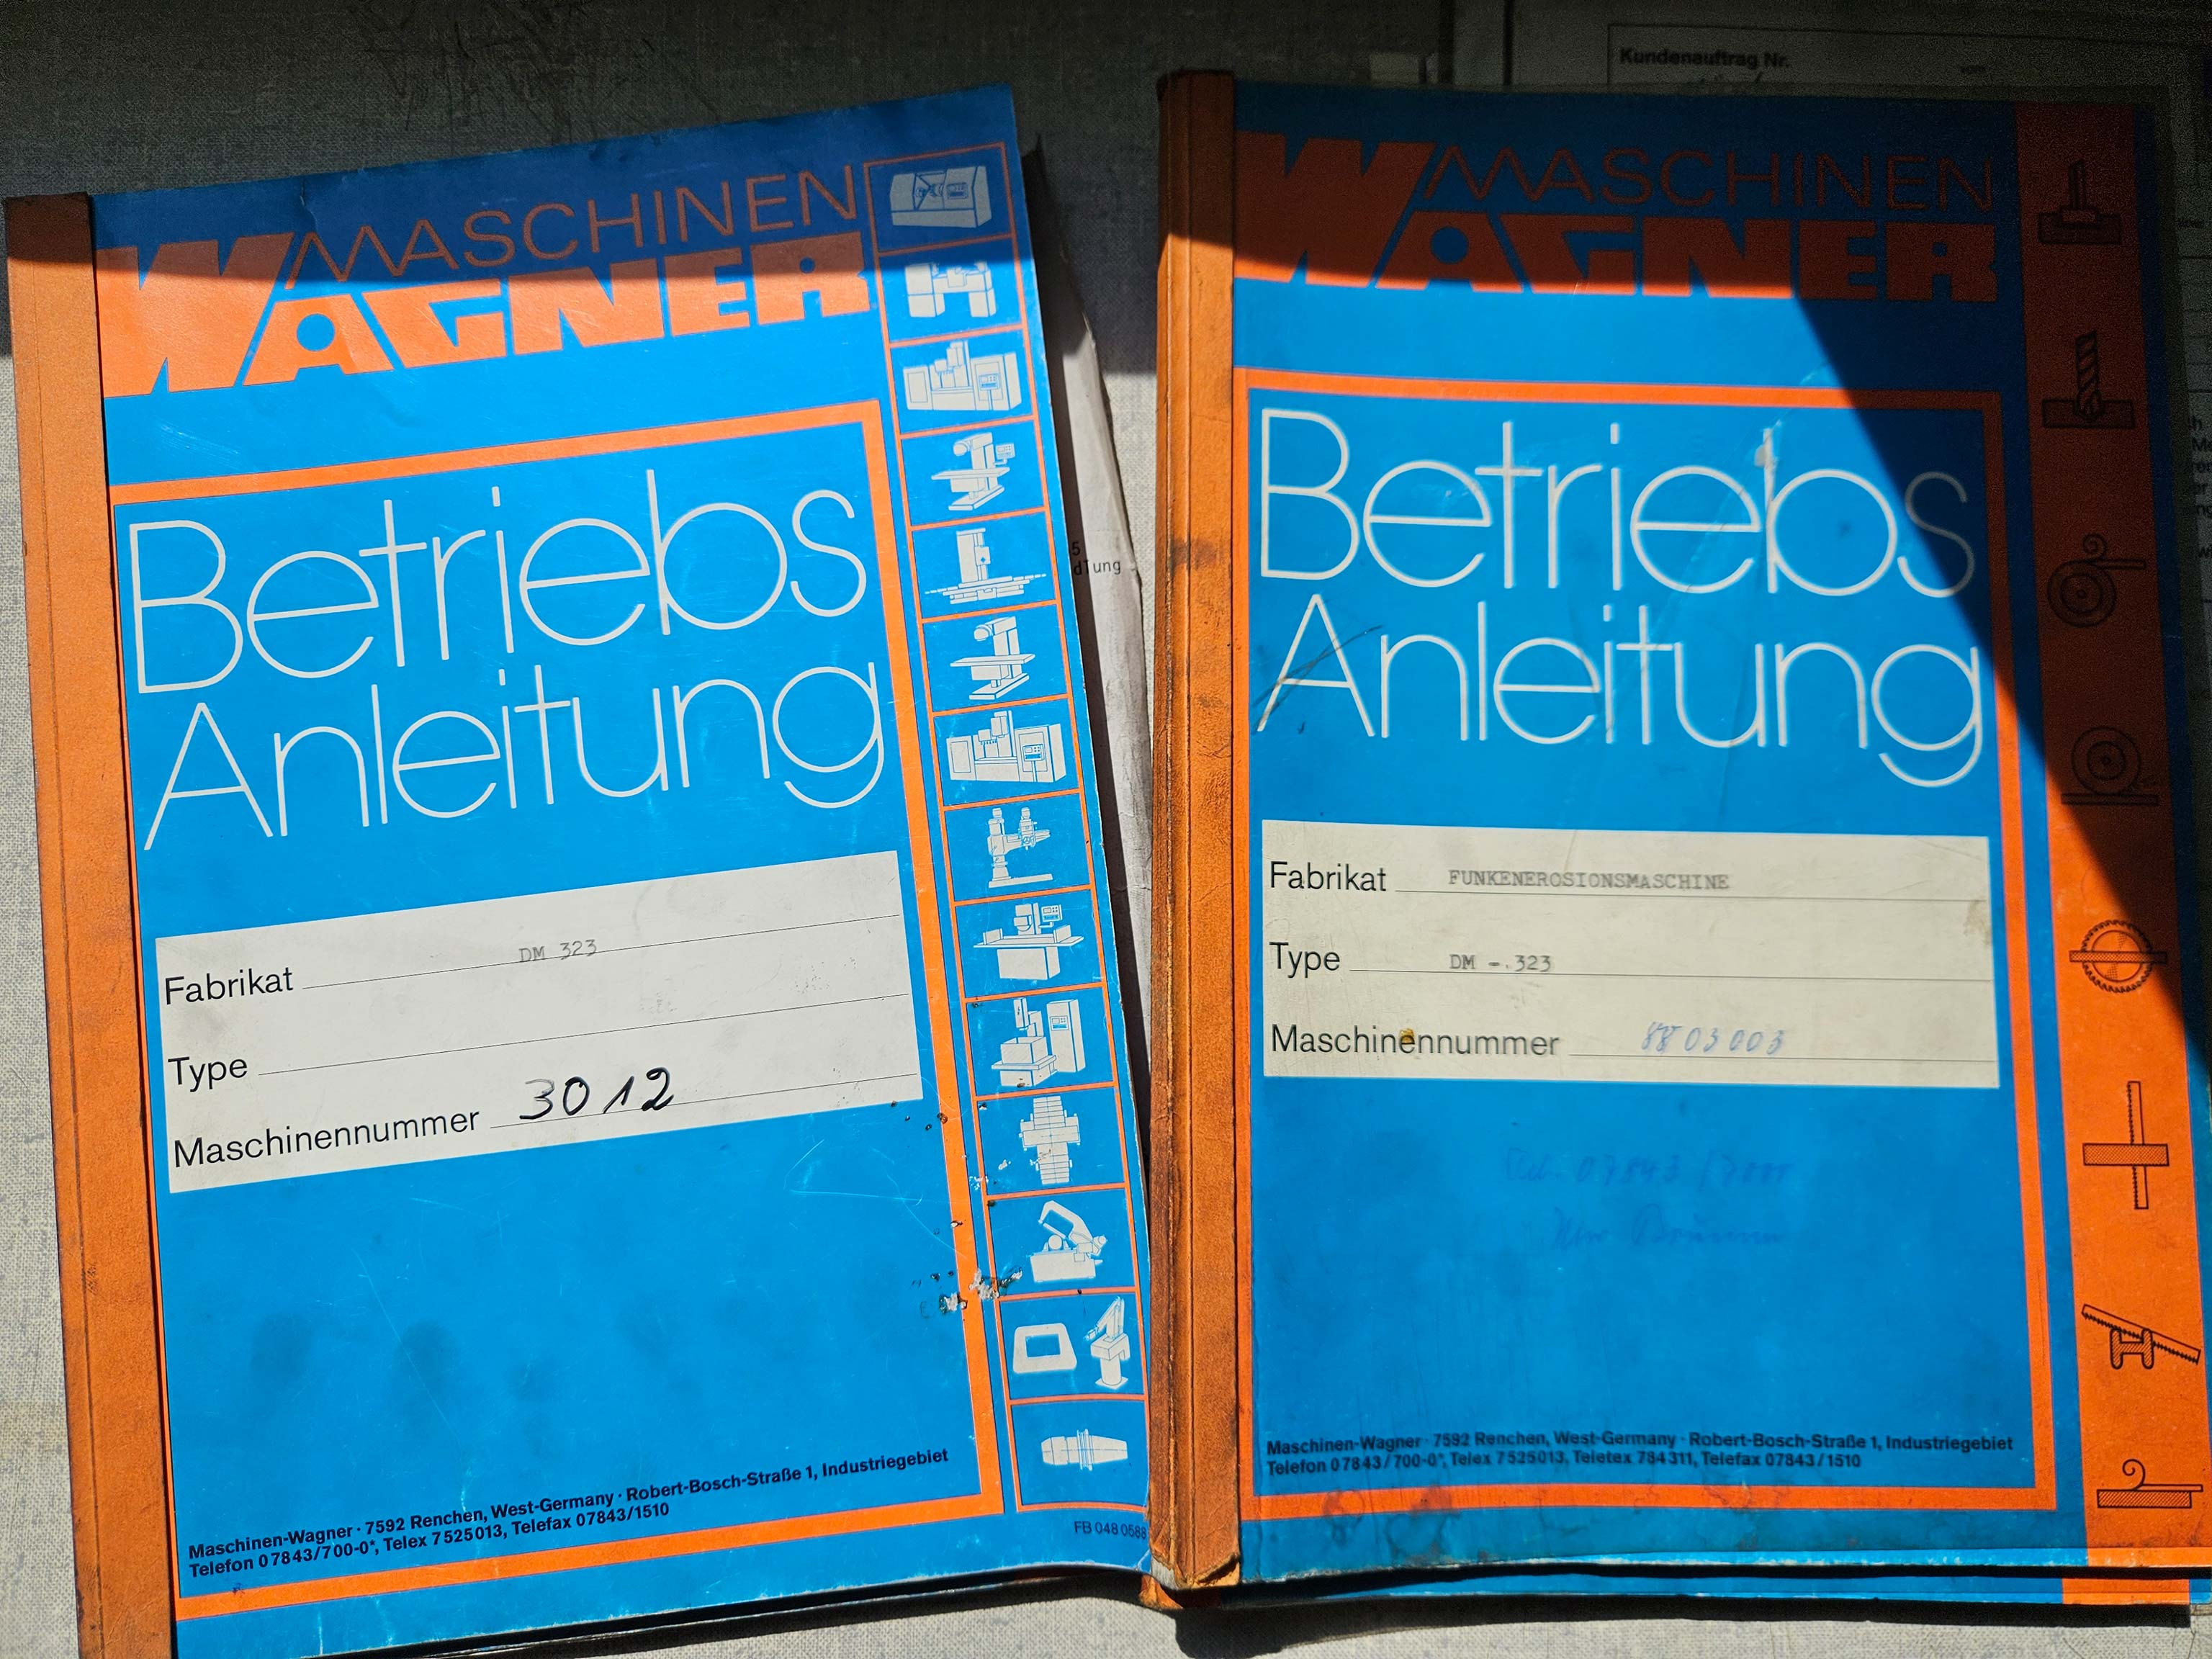 MASCHINEN
WAGNER
Betriebs
Anleitung
Fabrikat DM 323
Type
Maschinennummer 3012
Maschinen-Wagner · 7592 Renchen, West-Germany · Robert-Bosch-Straße 1, Industriegebiet
Telefon 07843/700-0*, Telex 7525013, Telefax 07843/1510
FB 048 0588
dlung
Kundenauftrag Nr.
MASCHINEN
WAGNER
Betriebs
Anleitung
Fabrikat FUNKENEROSIONSMASCHINE
Type DM -.323
Maschinennummer 8803003
Maschinen-Wagner · 7592 Renchen, West-Germany · Robert-Bosch-Straße 1, Industriegebiet
Telefon 07843/700-0*, Telex 7525013, Teletex 784311, Telefax 07843/1510